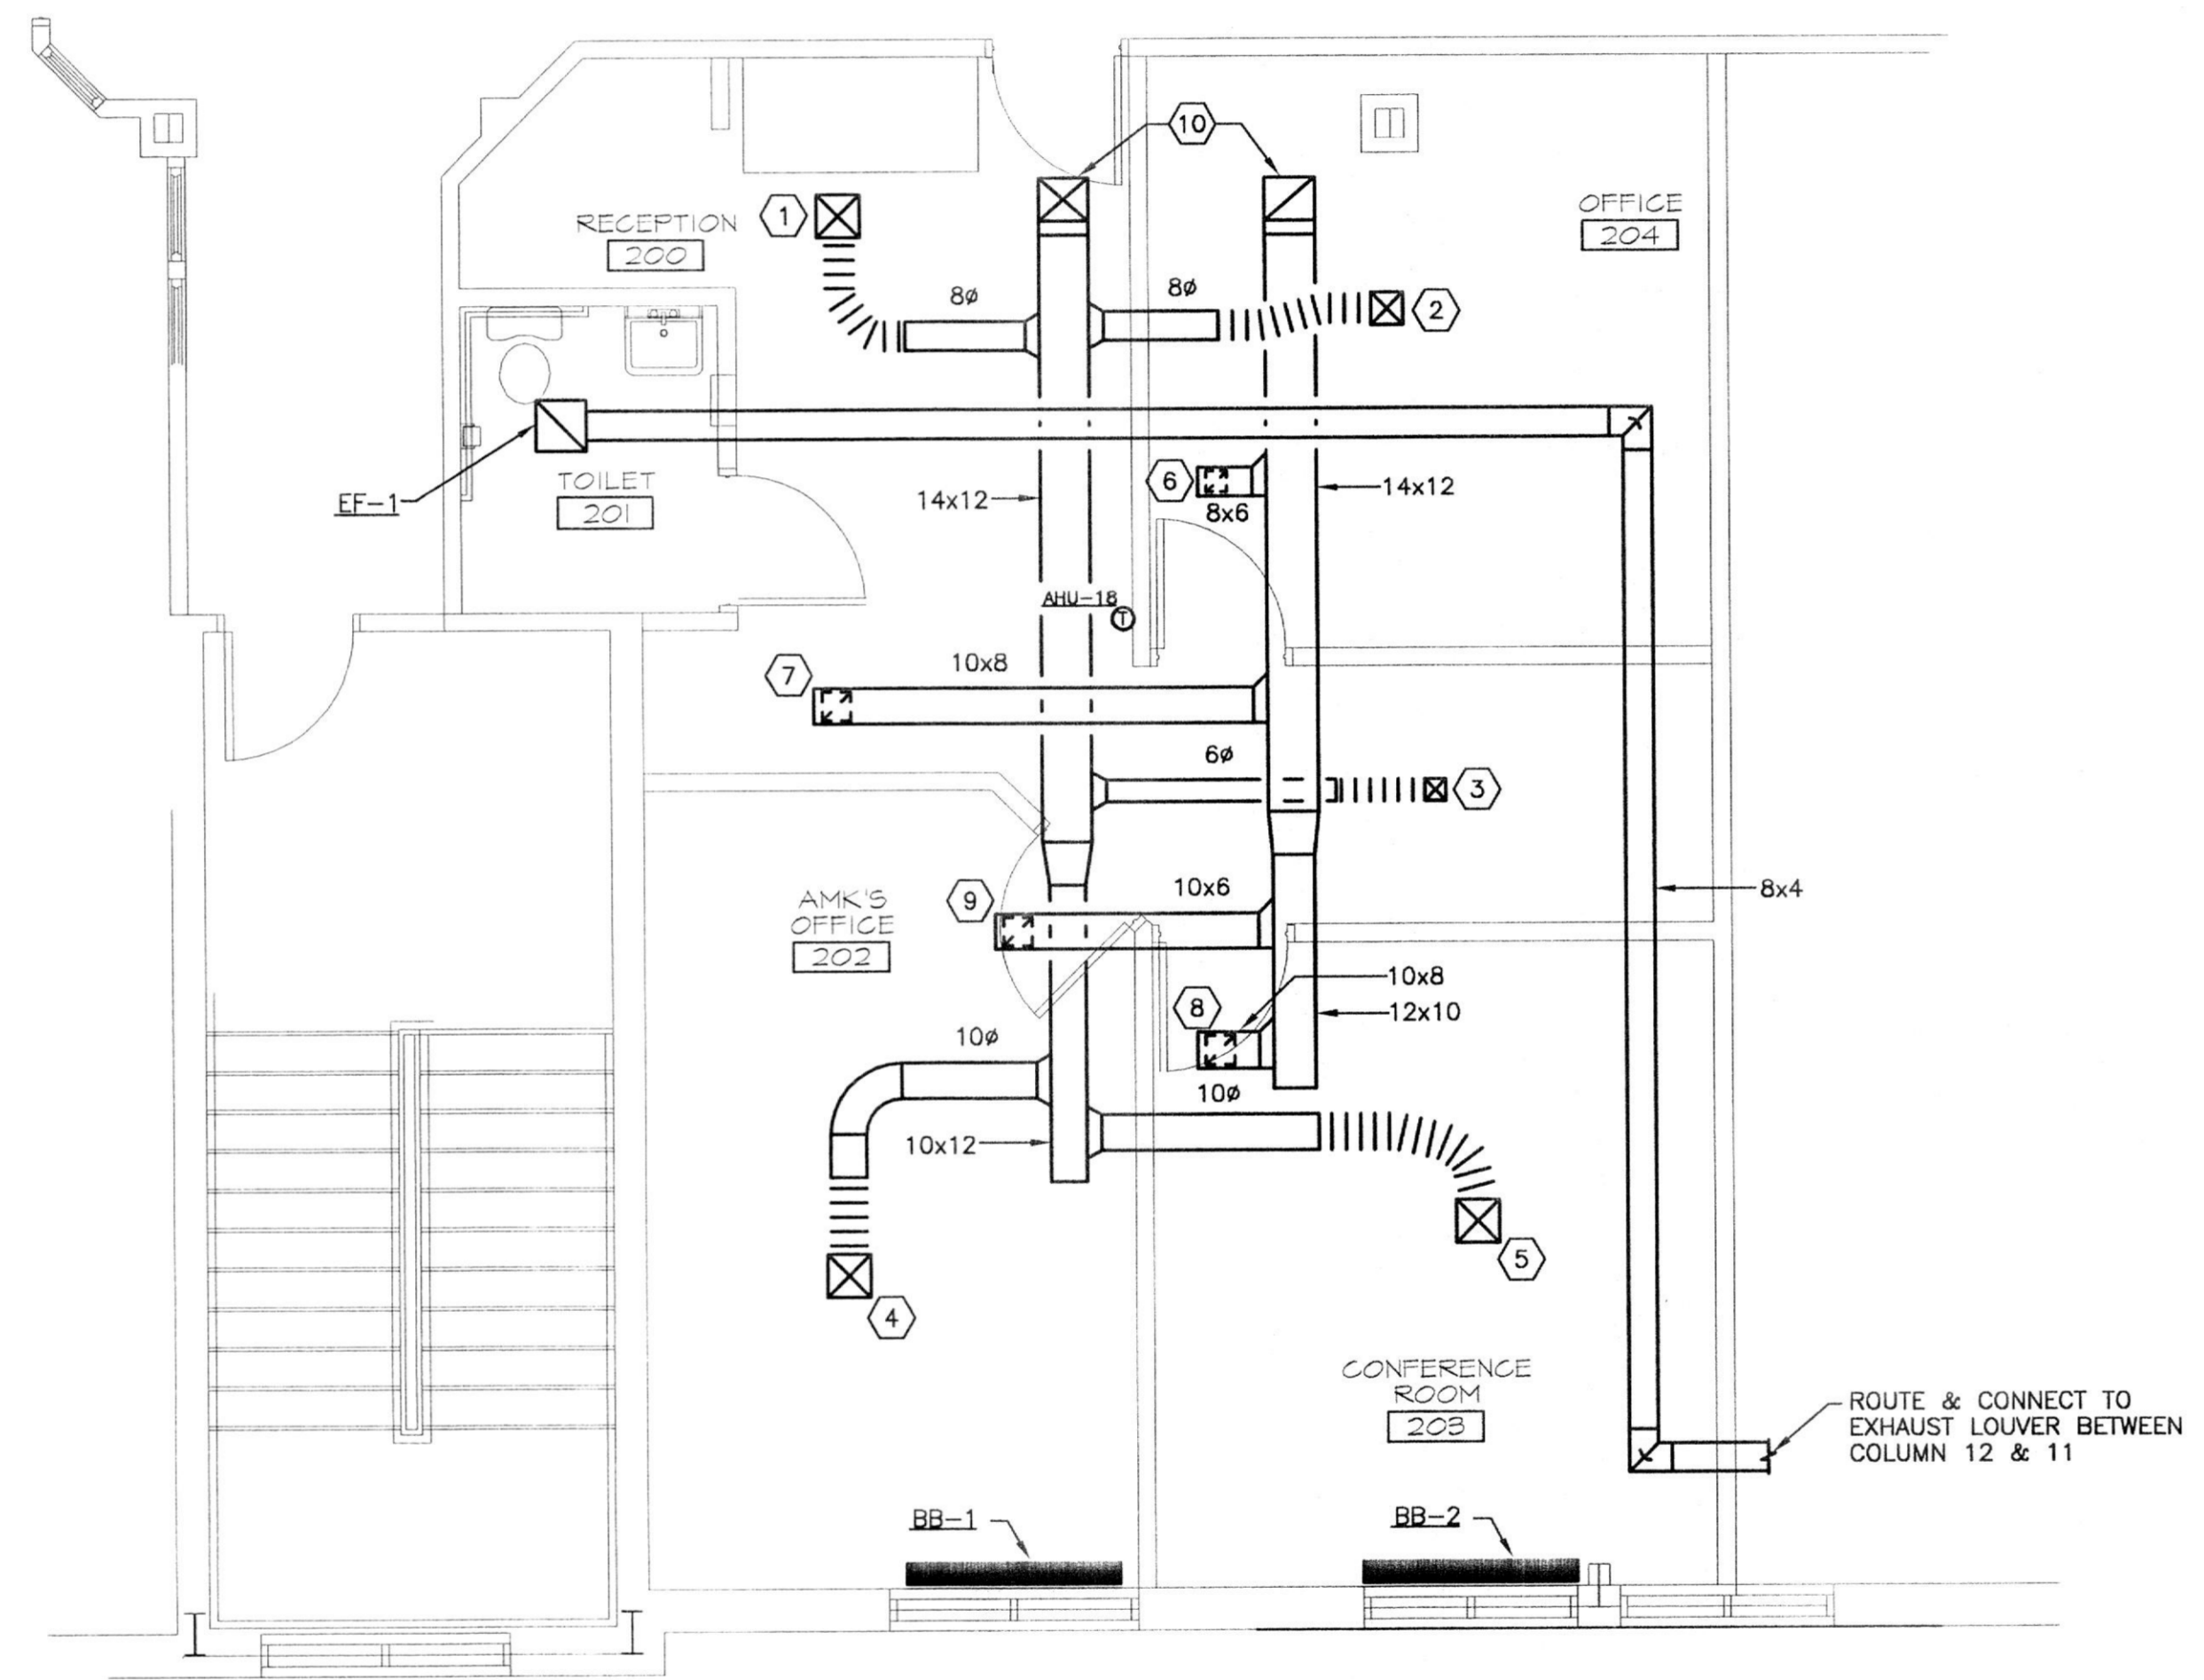 10
1
RECEPTION
200
OFFICE
204
8ø
8ø
2
EF-1
TOILET
201
14x12
6
8x6
14x12
AHU-18
T
7
10x8
6ø
3
AMK'S
OFFICE
202
9
10x6
8x4
8
10x8
12x10
10ø
10ø
10x12
5
4
CONFERENCE
ROOM
203
ROUTE & CONNECT TO
EXHAUST LOUVER BETWEEN
COLUMN 12 & 11
BB-1
BB-2